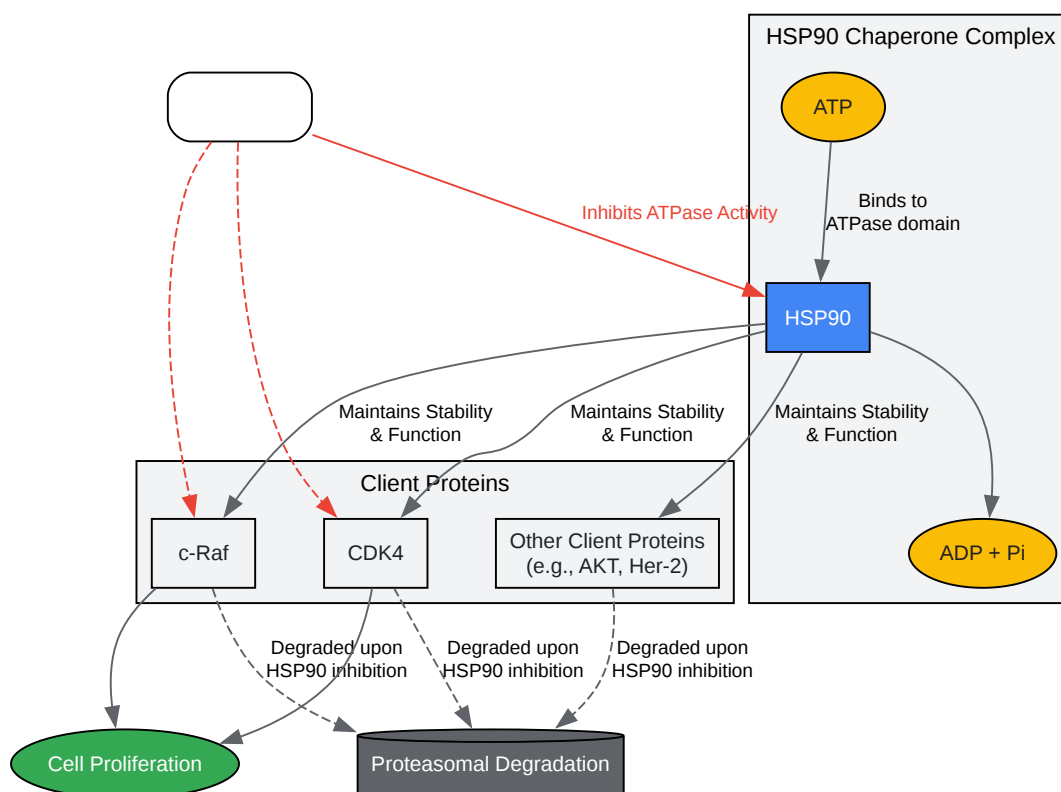 HSP90 Chaperone Complex
ATP
Inhibits ATPase Activity
Binds to
ATPase domain
HSP90
Maintains Stability
& Function
Maintains Stability
& Function
Maintains Stability
& Function
Client Proteins
c-Raf
CDK4
Other Client Proteins
(e.g., AKT, Her-2)
ADP + Pi
Degraded upon
HSP90 inhibition
Degraded upon
HSP90 inhibition
Degraded upon
HSP90 inhibition
Cell Proliferation
Proteasomal Degradation